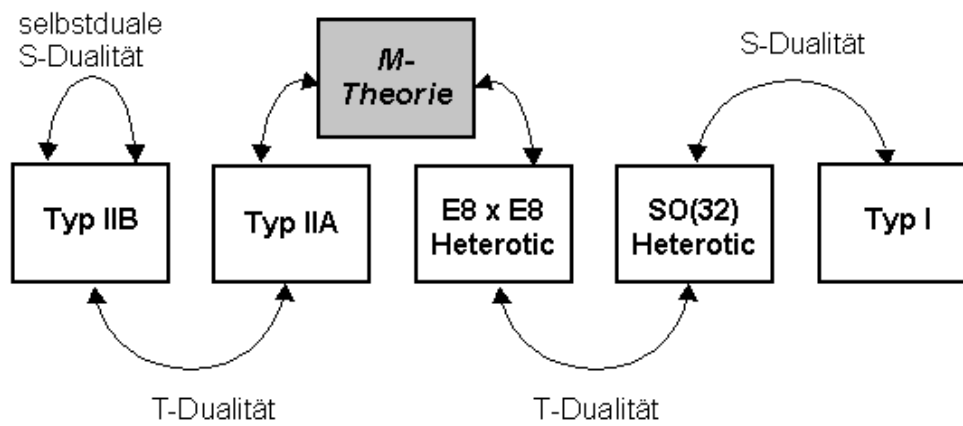 selbstduale
S-Dualität
M-
Theorie
S-Dualität
Typ IIB
Typ IIA
E8 x E8
Heterotic
SO(32)
Heterotic
Typ I
T-Dualität
T-Dualität